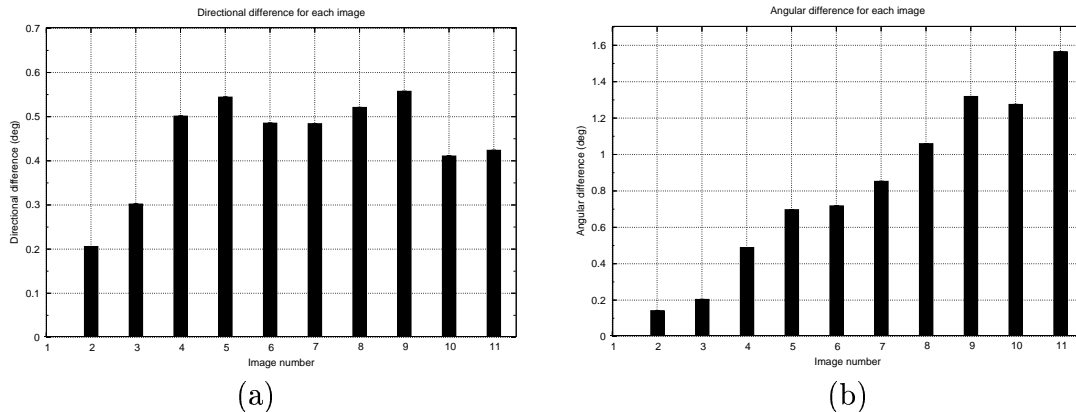 Directional difference for each image
0.7
0.6
0.5
0.4
0.3
0.2
0.1
0
Directional difference (deg)
1 2 3 4 5 6 7 8 9 10 11
Image number
(a)
Angular difference for each image
1.6
1.4
1.2
1
0.8
0.6
0.4
0.2
0
Angular difference (deg)
1 2 3 4 5 6 7 8 9 10 11
Image number
(b)